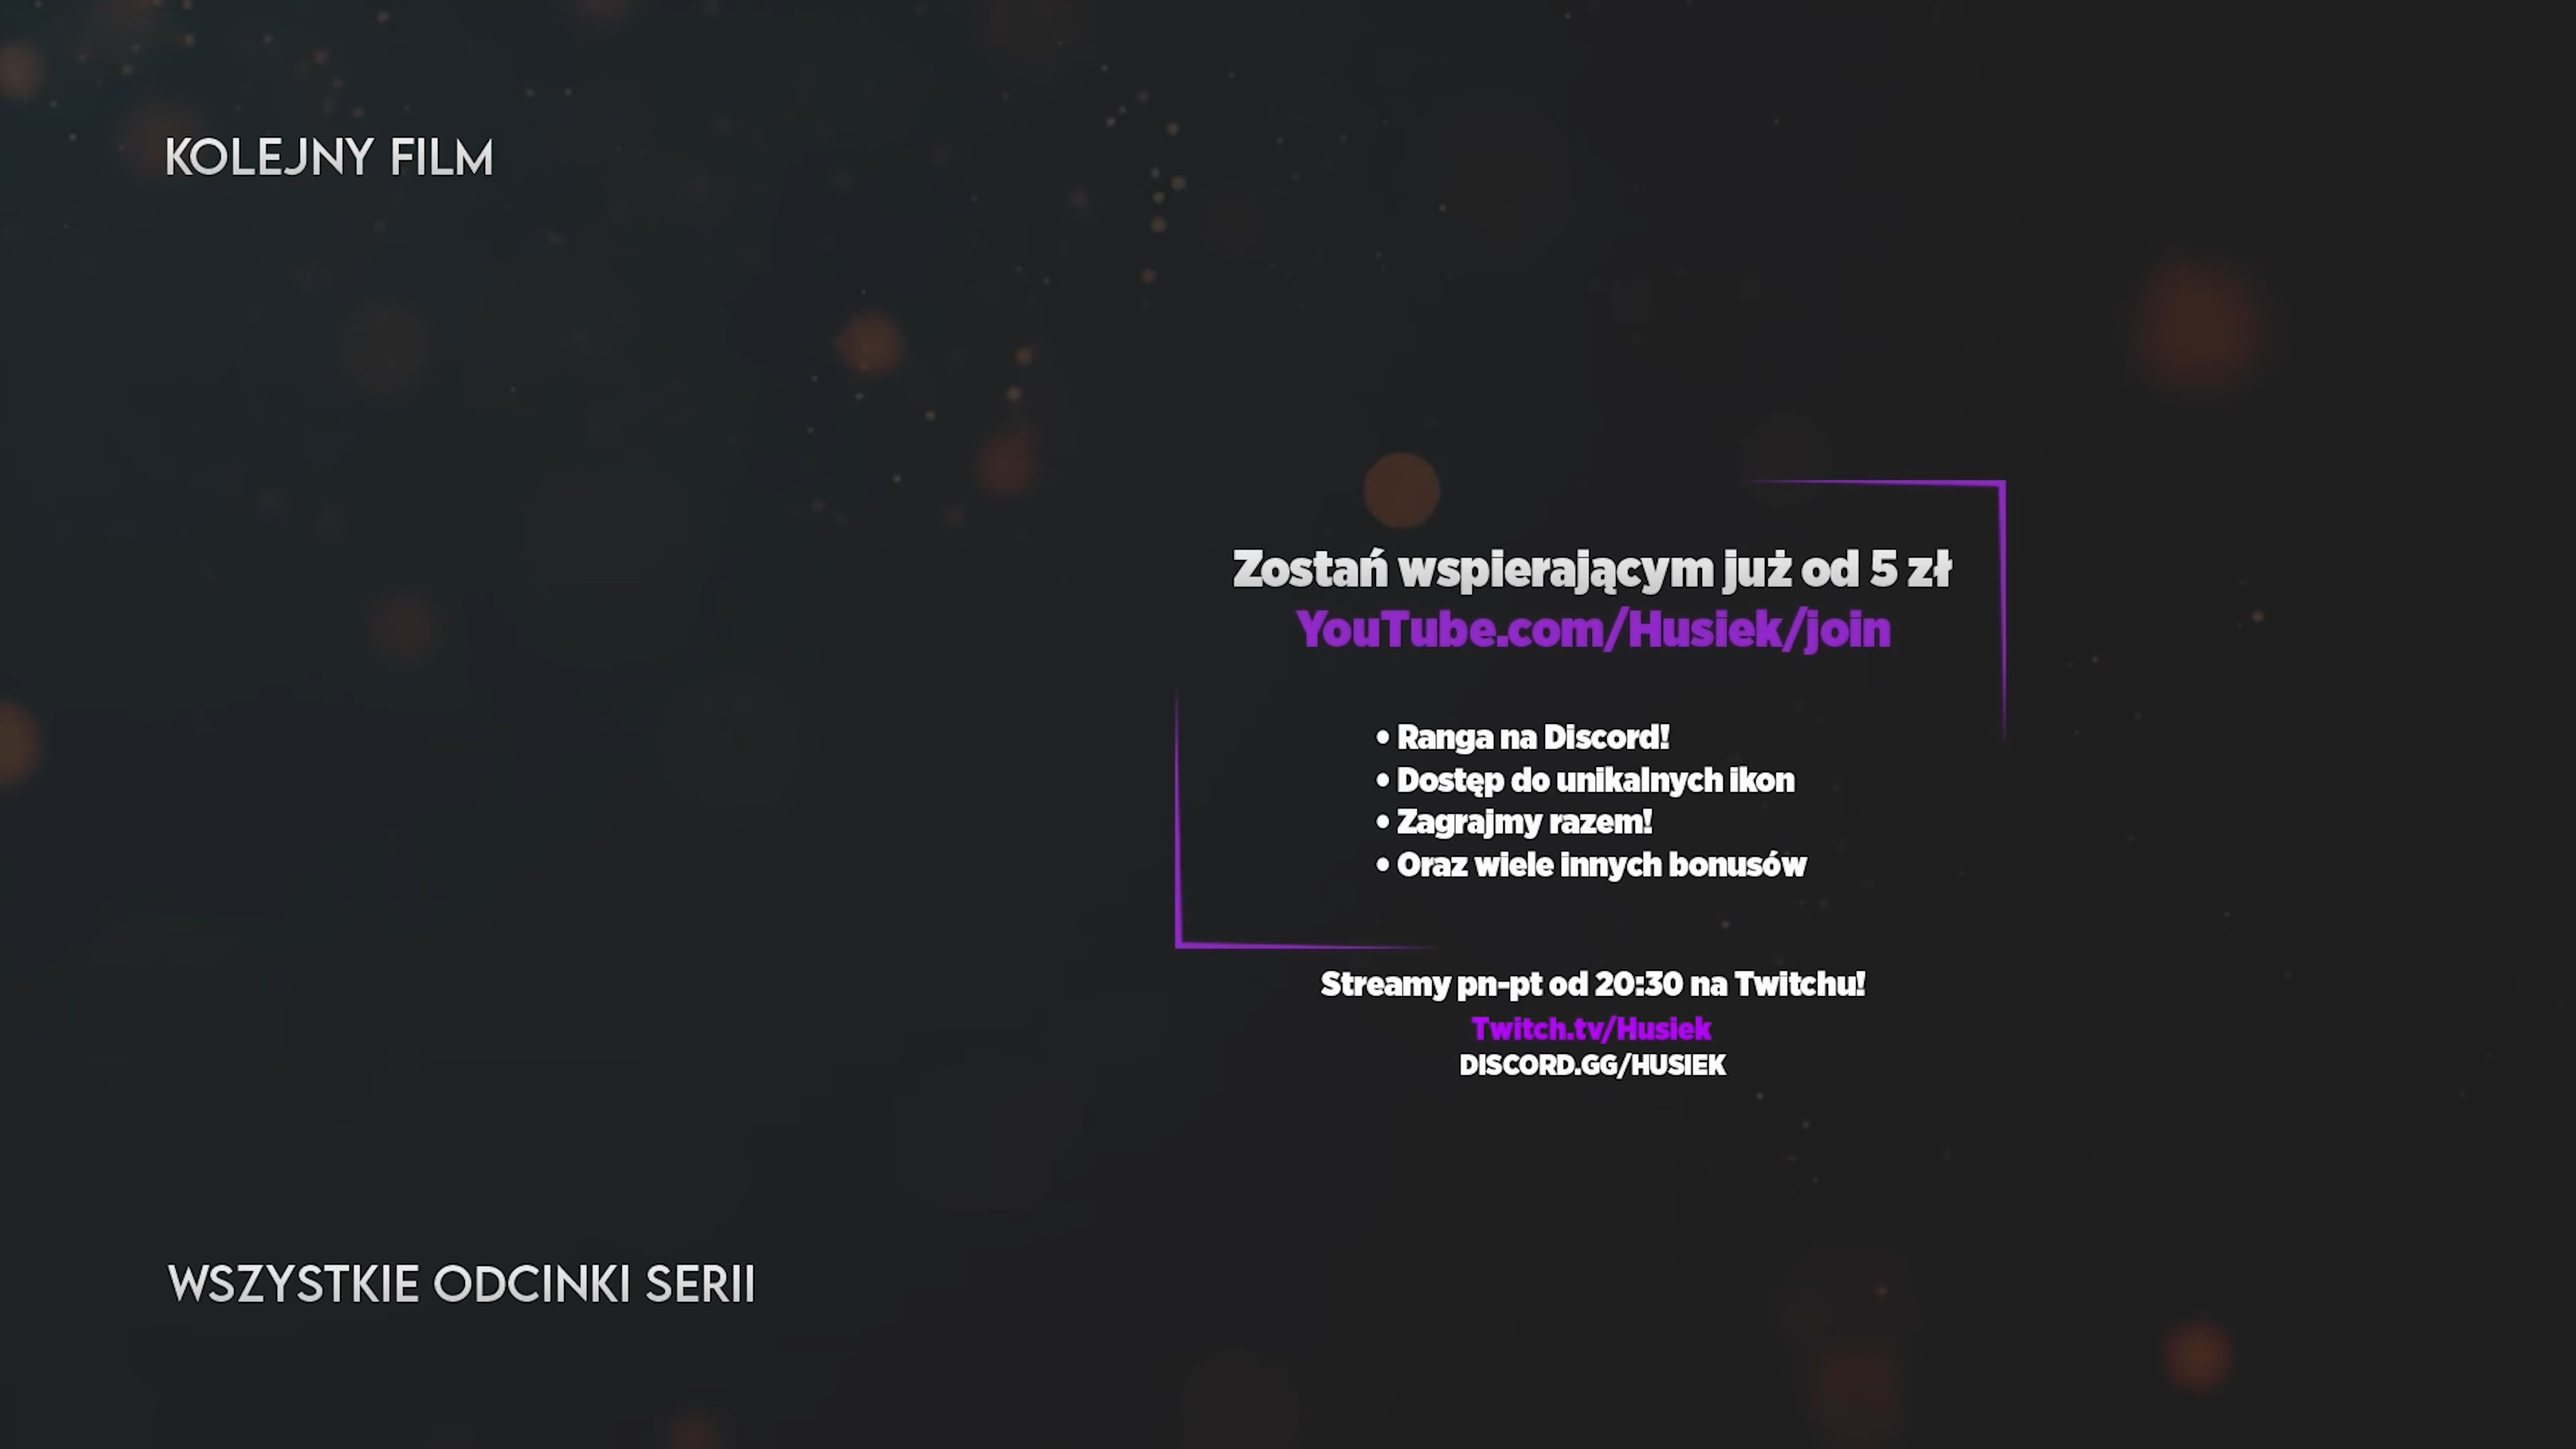 KOLEJNY FILM
Zostań wspierającym już od 5 zł
YouTube.com/Husiek/join
• Ranga na Discord!
• Dostęp do unikalnych ikon
• Zagrajmy razem!
• Oraz wiele innych bonusów
Streamy pn-pt od 20:30 na Twitchu!
Twitch.tv/Husiek
DISCORD.GG/HUSIEK
WSZYSTKIE ODCINKI SERII